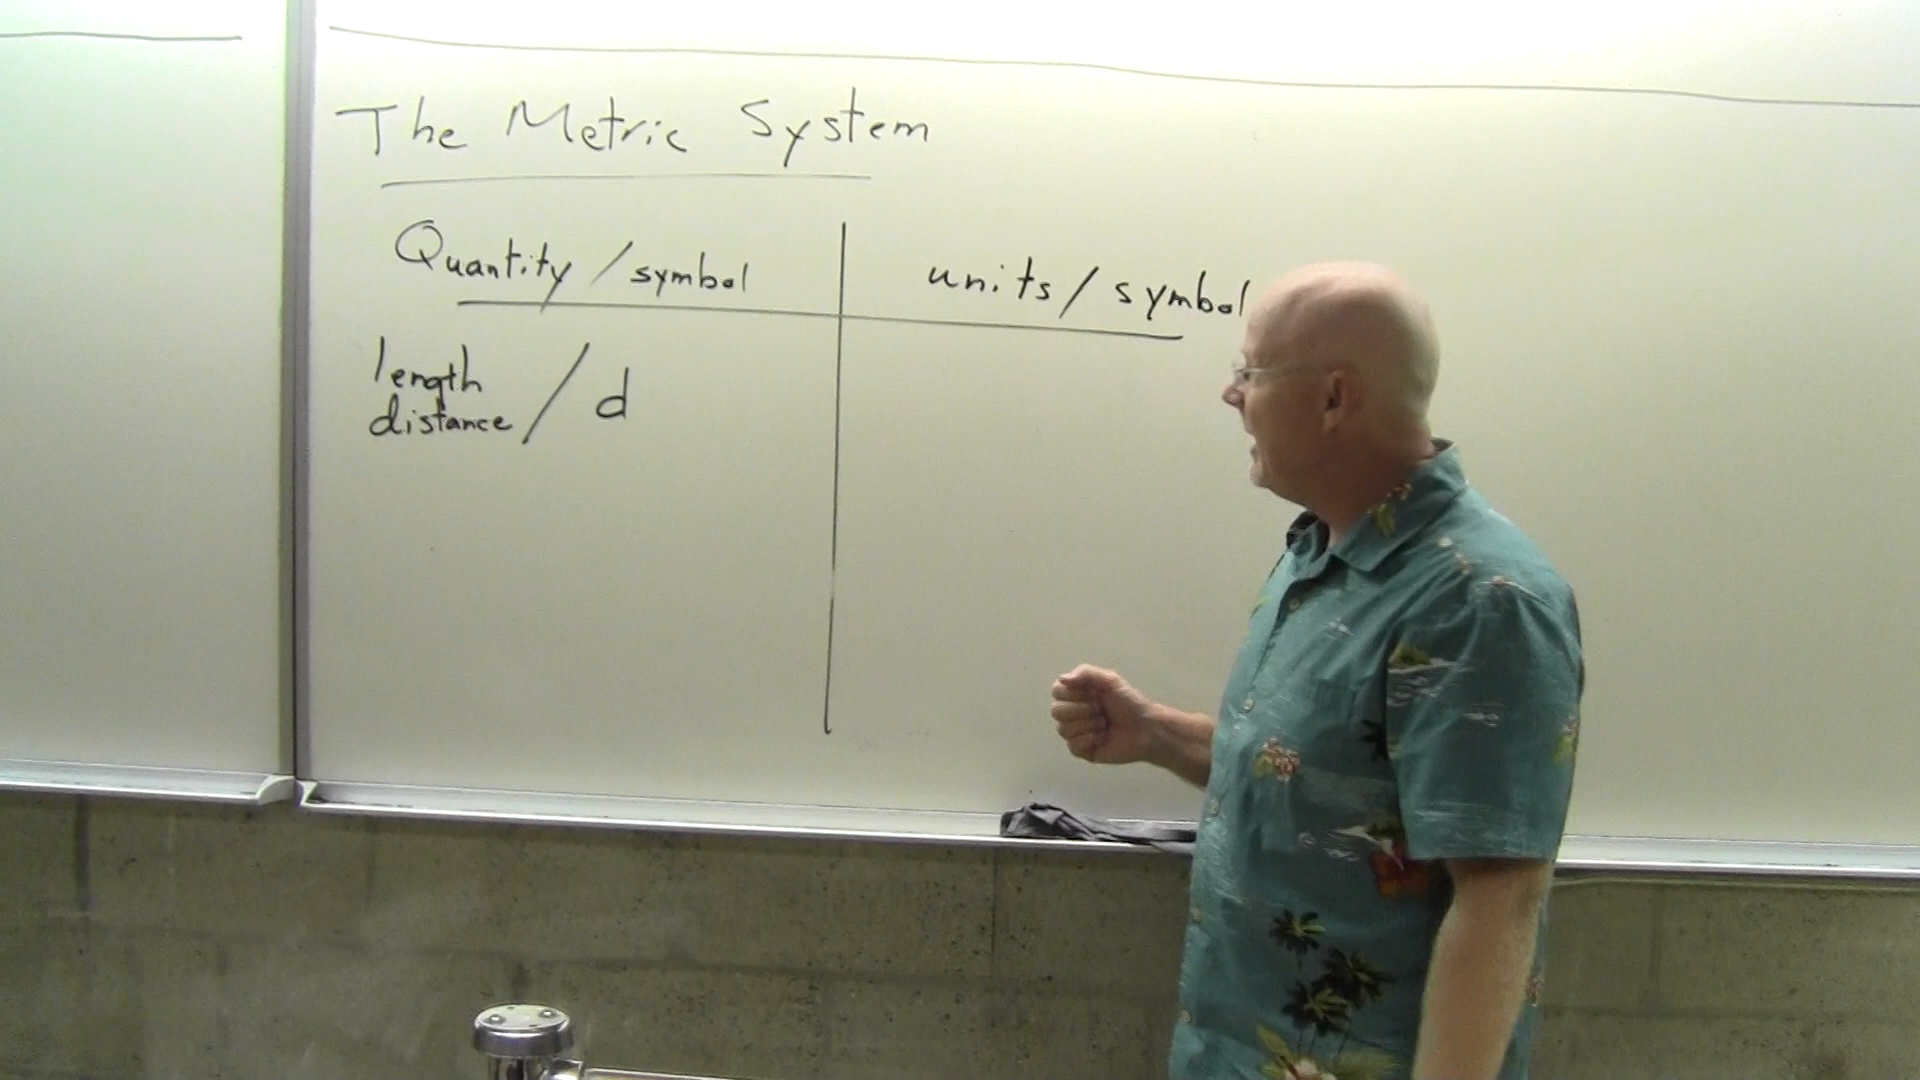 The Metric System
Quantity / symbol
units / symbol
length
distance / d